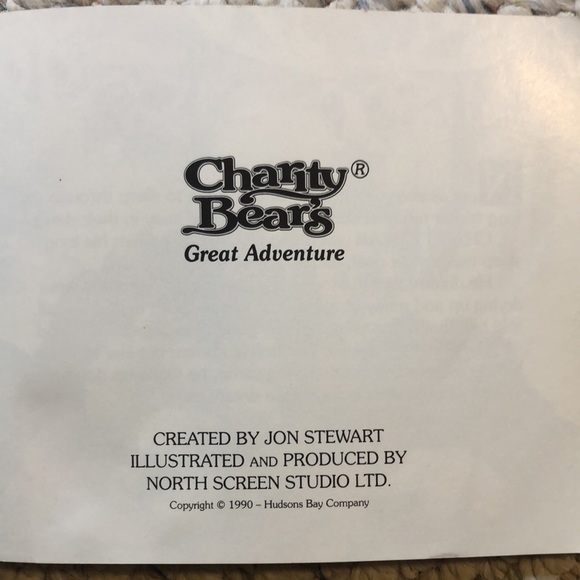 Charity®
Bear's
Great Adventure
CREATED BY JON STEWART
ILLUSTRATED AND PRODUCED BY
NORTH SCREEN STUDIO LTD.
Copyright © 1990 – Hudsons Bay Company